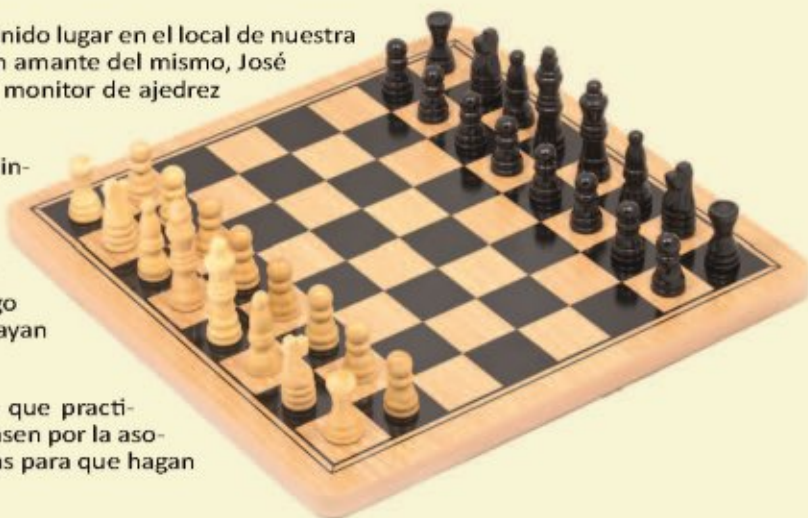 nido lugar en el local de nuestra
amante del mismo, José
monitor de ajedrez
in-
go
ayan
que practi-
sen por la aso-
s para que hagan